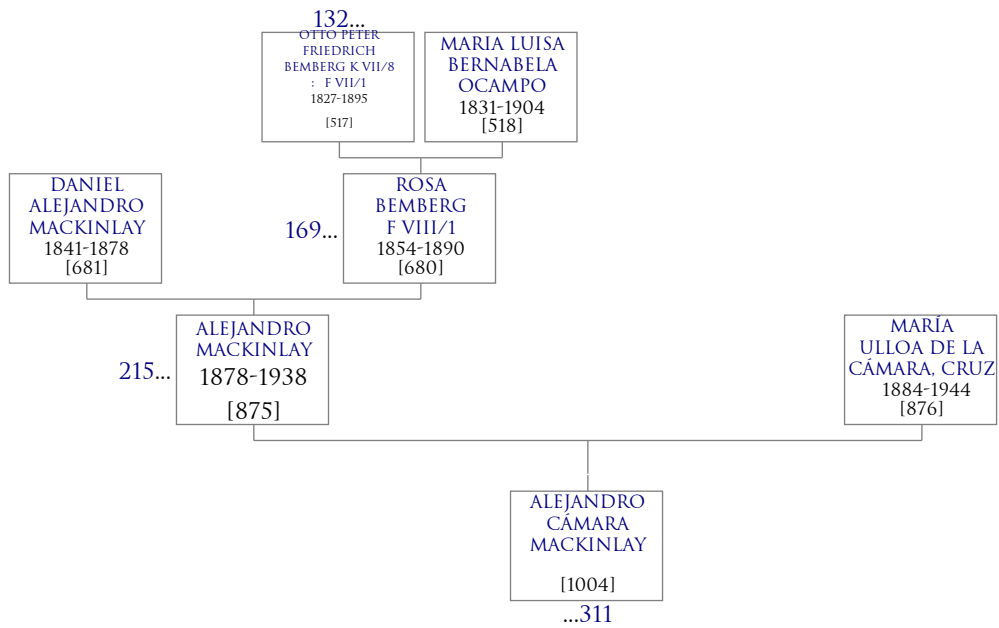 132...
OTTO PETER
FRIEDRICH
BEMBERG K VII/8
: F VII/1
1827-1895
[517]
MARIA LUISA
BERNABELA
OCAMPO
1831-1904
[518]
DANIEL
ALEJANDRO
MACKINLAY
1841-1878
[681]
169...
ROSA
BEMBERG
F VIII/1
1854-1890
[680]
215...
ALEJANDRO
MACKINLAY
1878-1938
[875]
MARÍA
ULLOA DE LA
CÁMARA, CRUZ
1884-1944
[876]
ALEJANDRO
CÁMARA
MACKINLAY
[1004]
...311